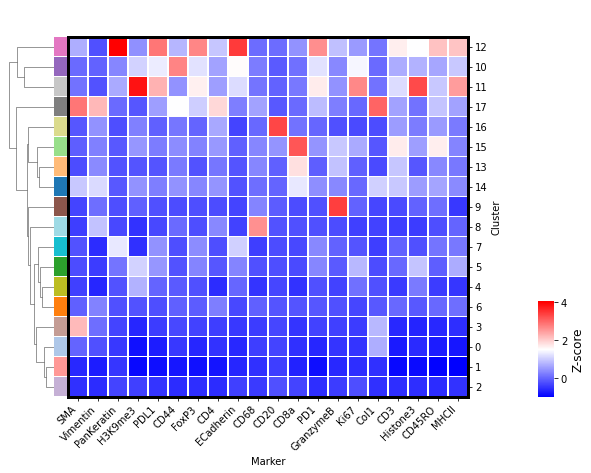 12
10
11
17
16
15
13
14
9
8
7
5
4
6
3
0
1
2
Cluster
SMA
Vimentin
PanKeratin
H3K9me3
PDL1
CD44
FoxP3
CD4
ECadherin
CD68
CD20
CD8a
PD1
GranzymeB
Ki67
Col1
CD3
Histone3
CD45RO
MHCII
Marker
4
2
0
Z-score